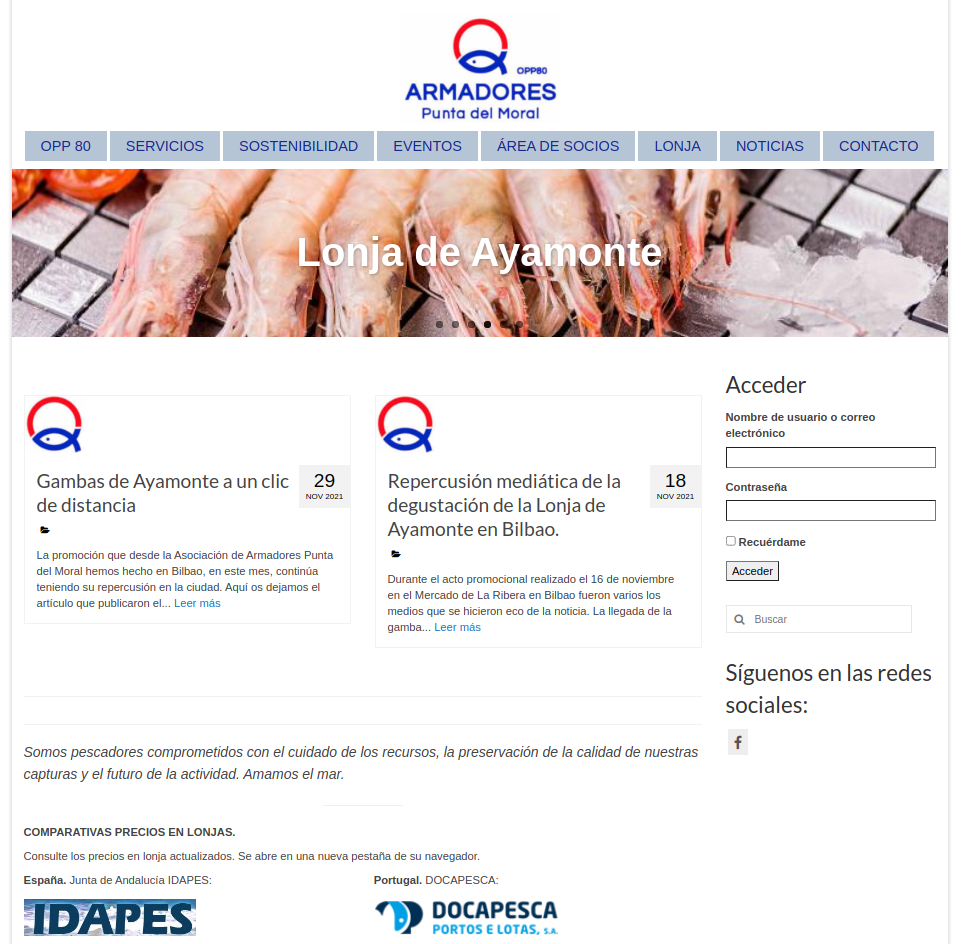 OPP80
ARMADORES
Punta del Moral
OPP 80 SERVICIOS SOSTENIBILIDAD EVENTOS ÁREA DE SOCIOS LONJA NOTICIAS CONTACTO
Lonja de Ayamonte
Gambas de Ayamonte a un clic
de distancia
29
NOV 2021
La promoción que desde la Asociación de Armadores Punta
del Moral hemos hecho en Bilbao, en este mes, continúa
teniendo su repercusión en la ciudad. Aquí os dejamos el
artículo que publicaron el... Leer más
Repercusión mediática de la
degustación de la Lonja de
Ayamonte en Bilbao.
18
NOV 2021
Durante el acto promocional realizado el 16 de noviembre
en el Mercado de La Ribera en Bilbao fueron varios los
medios que se hicieron eco de la noticia. La llegada de la
gamba... Leer más
Acceder
Nombre de usuario o correo
electrónico
Contraseña
Recuérdame
Acceder
Buscar
Síguenos en las redes
sociales:
Somos pescadores comprometidos con el cuidado de los recursos, la preservación de la calidad de nuestras
capturas y el futuro de la actividad. Amamos el mar.
COMPARATIVAS PRECIOS EN LONJAS.
Consulte los precios en lonja actualizados. Se abre en una nueva pestaña de su navegador.
España. Junta de Andalucía IDAPES:
IDAPES
Portugal. DOCAPESCA:
DOCAPESCA
PORTOS E LOTAS, S.A.